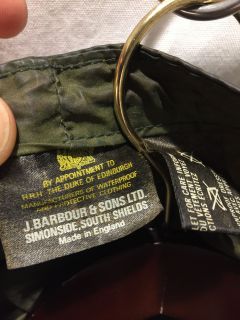 BY APPOINTMENT TO
H.R.H. THE DUKE OF EDINBURGH
MANUFACTURERS OF WATERPROOF
AND PROTECTIVE CLOTHING
J. BARBOUR & SONS LTD.
SIMONSIDE, SOUTH SHIELDS
Made in England